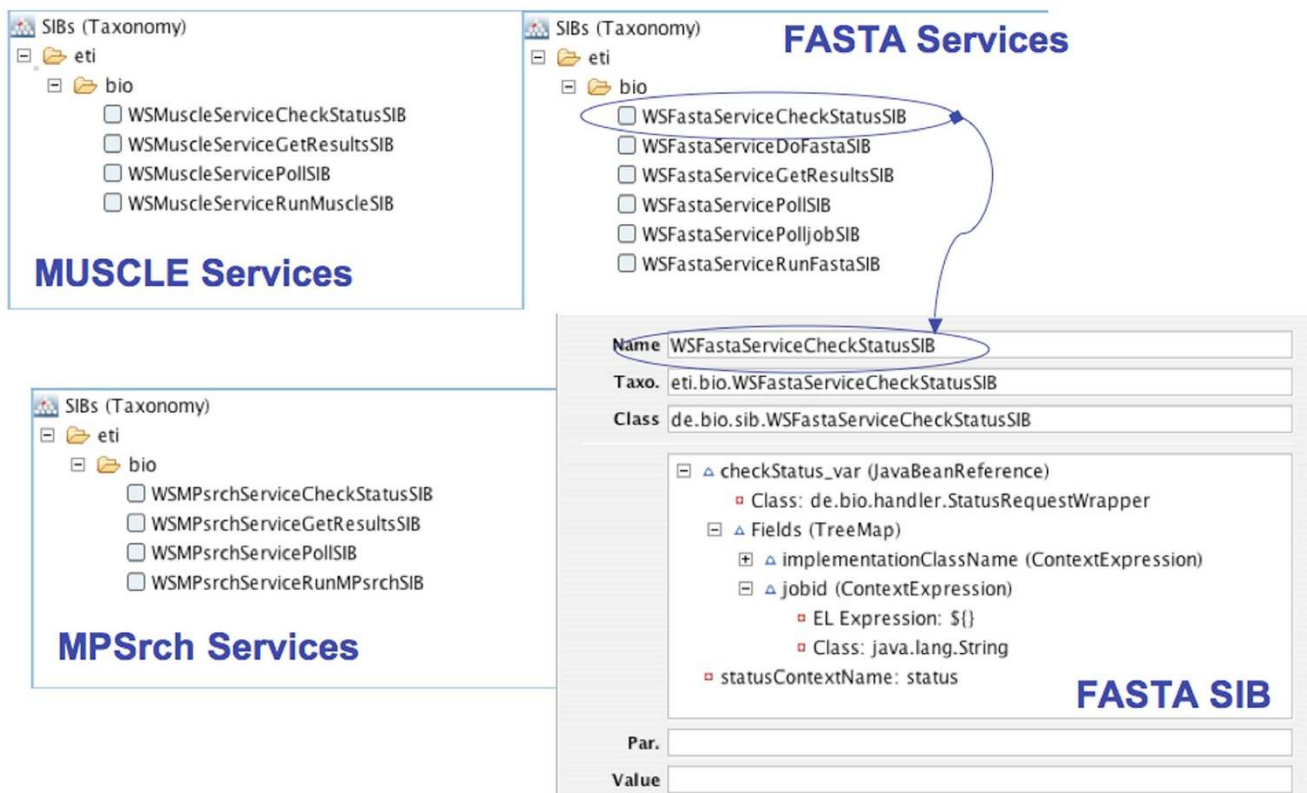 SIBs (Taxonomy)
eti
bio
WSMuscleServiceCheckStatusSIB
WSMuscleServiceGetResultsSIB
WSMuscleServicePollSIB
WSMuscleServiceRunMuscleSIB
MUSCLE Services
SIBs (Taxonomy)
FASTA Services
eti
bio
WSFastaServiceCheckStatusSIB
WSFastaServiceDoFastaSIB
WSFastaServiceGetResultsSIB
WSFastaServicePollSIB
WSFastaServicePolljobSIB
WSFastaServiceRunFastaSIB
SIBs (Taxonomy)
eti
bio
WSMPsrchServiceCheckStatusSIB
WSMPsrchServiceGetResultsSIB
WSMPsrchServicePollSIB
WSMPsrchServiceRunMPsrchSIB
MPSrch Services
Name WSFastaServiceCheckStatusSIB
Taxo. eti.bio.WSFastaServiceCheckStatusSIB
Class de.bio.sib.WSFastaServiceCheckStatusSIB
checkStatus_var (JavaBeanReference)
Class: de.bio.handler.StatusRequestWrapper
Fields (TreeMap)
implementationClassName (ContextExpression)
jobid (ContextExpression)
EL Expression: ${}
Class: java.lang.String
statusContextName: status
FASTA SIB
Par.
Value